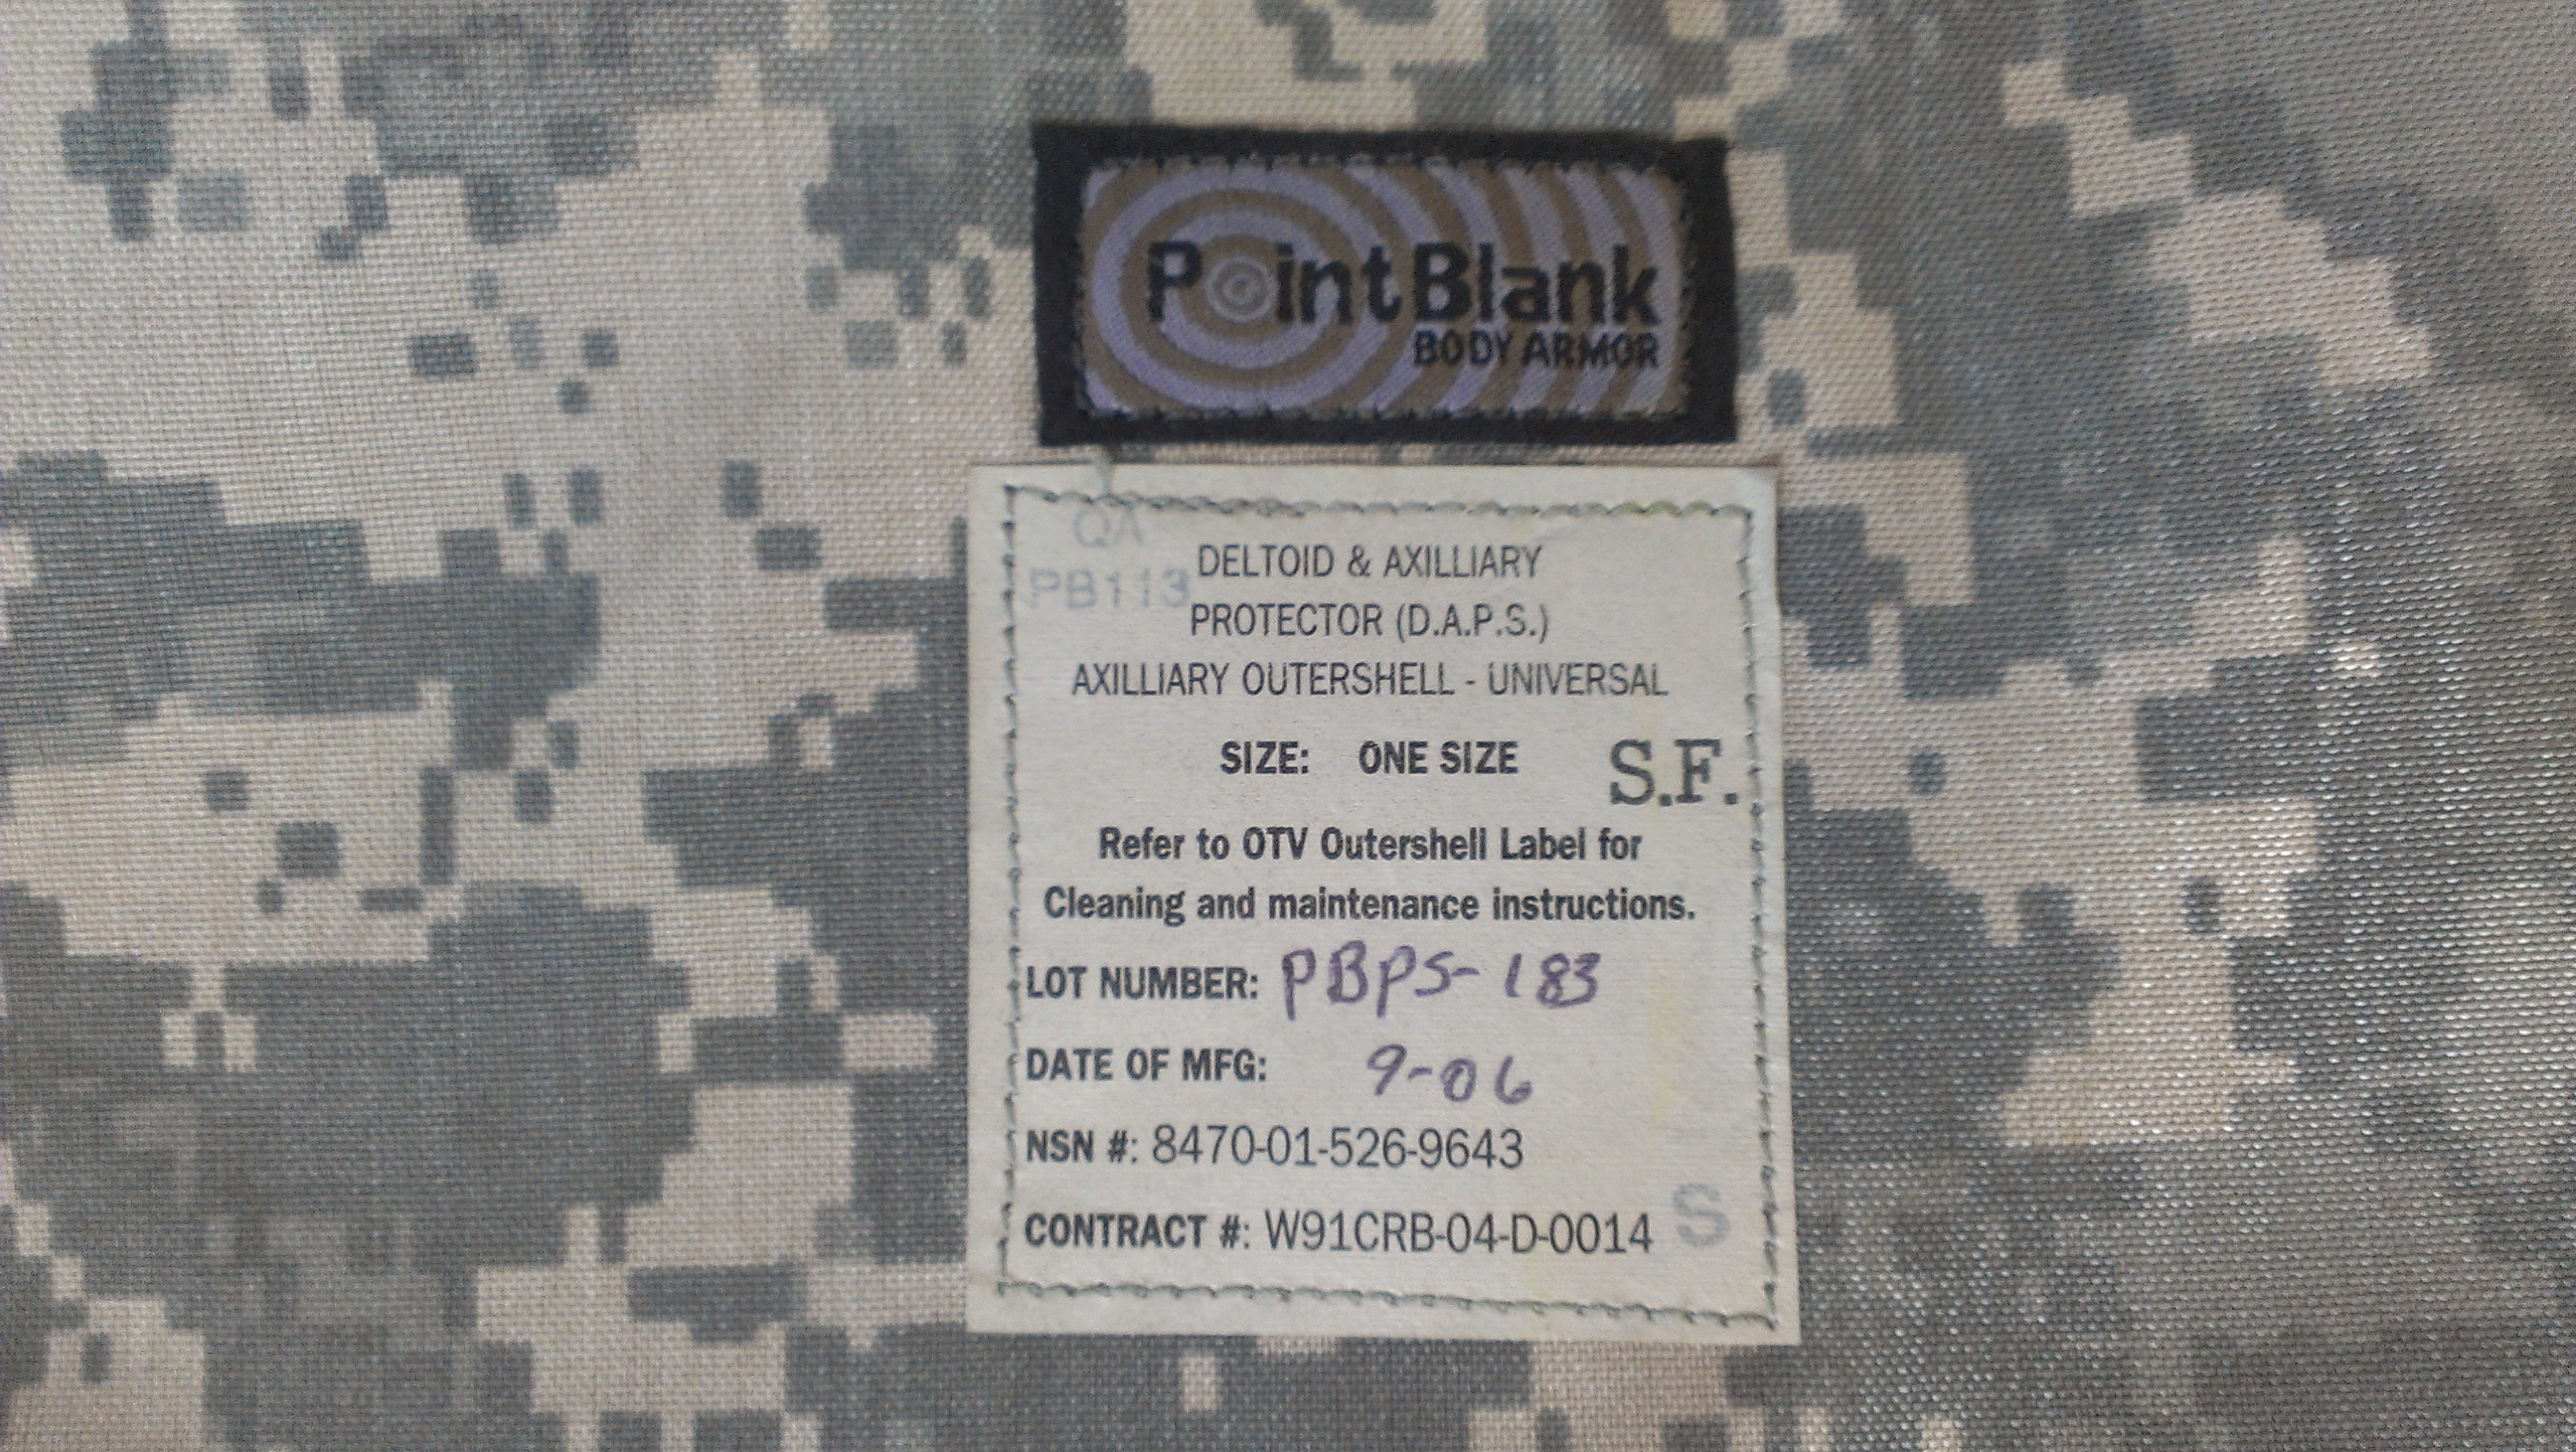 Point Blank
BODY ARMOR
QA
PB113
DELTOID & AXILLIARY
PROTECTOR (D.A.P.S.)
AXILLIARY OUTERSHELL - UNIVERSAL
SIZE: ONE SIZE S.F.
Refer to OTV Outershell Label for
Cleaning and maintenance instructions.
LOT NUMBER: PBPS-183
DATE OF MFG: 9-06
NSN #: 8470-01-526-9643
CONTRACT #: W91CRB-04-D-0014 S